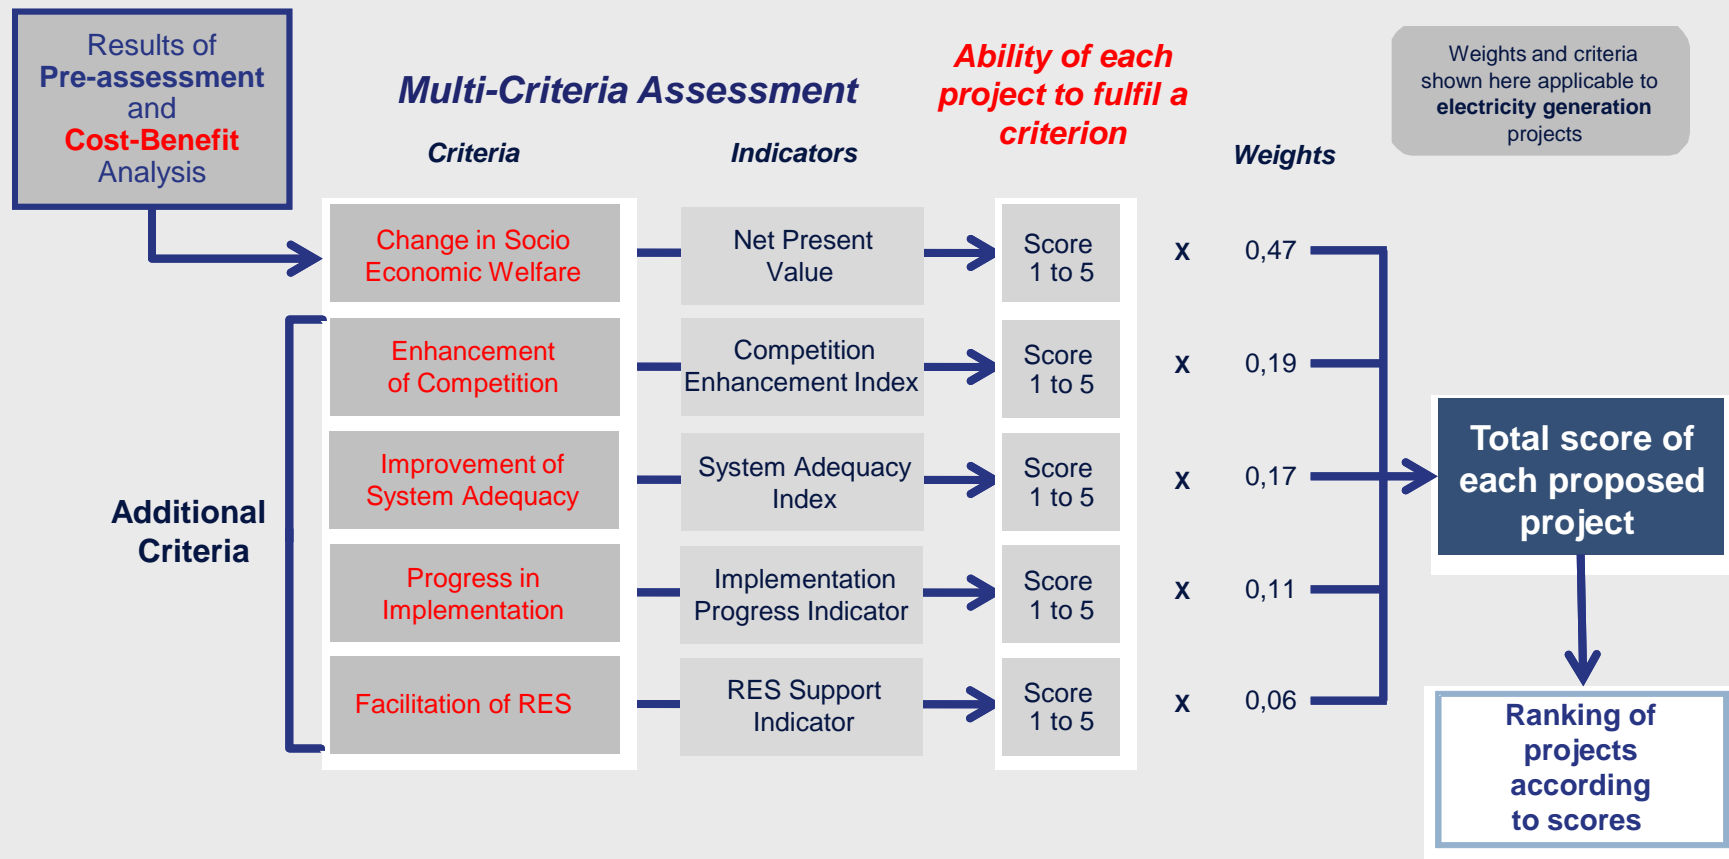 Results of
Pre-assessment
and
Cost-Benefit
Analysis
Multi-Criteria Assessment
Ability of each
project to fulfil a
criterion
Weights and criteria
shown here applicable to
electricity generation
projects
Criteria
Indicators
Weights
Change in Socio
Economic Welfare
Net Present
Value
Score
1 to 5
X
0,47
Enhancement
of Competition
Competition
Enhancement Index
Score
1 to 5
X
0,19
Improvement of
System Adequacy
System Adequacy
Index
Score
1 to 5
X
0,17
Progress in
Implementation
Implementation
Progress Indicator
Score
1 to 5
X
0,11
Facilitation of RES
RES Support
Indicator
Score
1 to 5
X
0,06
Additional
Criteria
Total score of
each proposed
project
Ranking of
projects
according
to scores